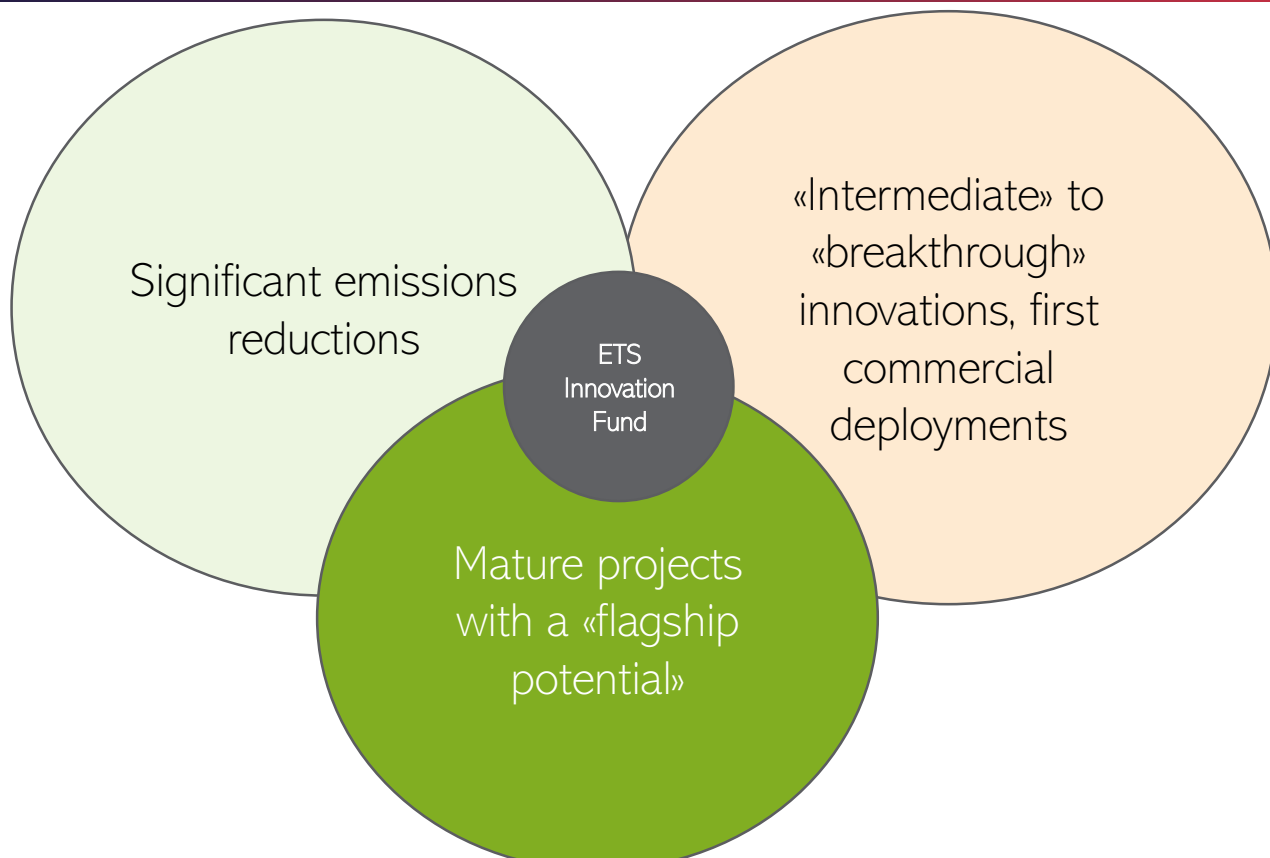 Significant emissions
reductions
«Intermediate» to
«breakthrough»
innovations, first
commercial
deployments
ETS
Innovation
Fund
Mature projects
with a «flagship
potential»